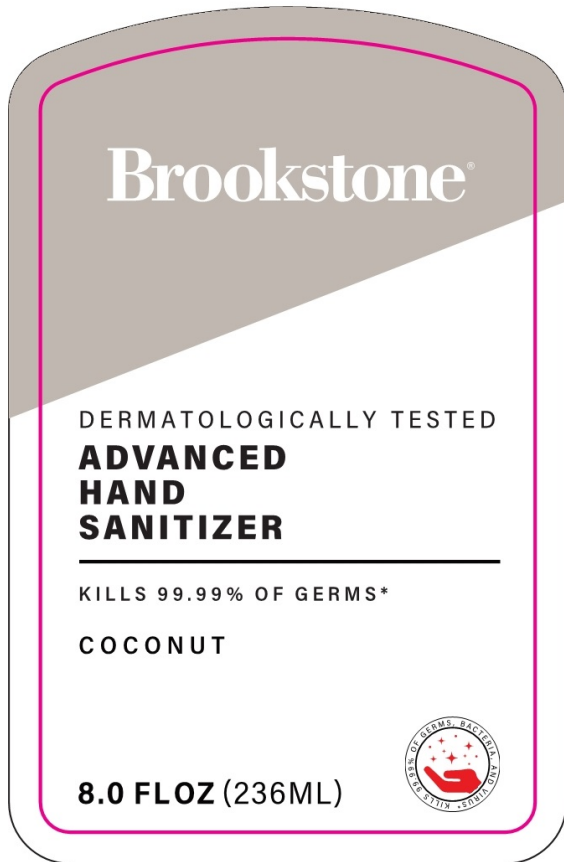 Brookstone®
DERMATOLOGICALLY TESTED
ADVANCED
HAND
SANITIZER
KILLS 99.99% OF GERMS*
COCONUT
KILLS 99.99% OF GERMS, BACTERIA, AND VIRUS*
8.0 FLOZ (236ML)